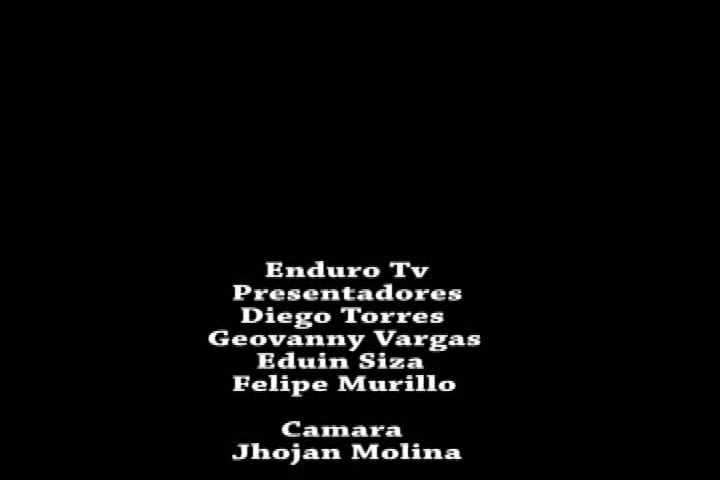 Enduro Tv
Presentadores
Diego Torres
Geovanny Vargas
Eduin Siza
Felipe Murillo
Camara
Jhojan Molina